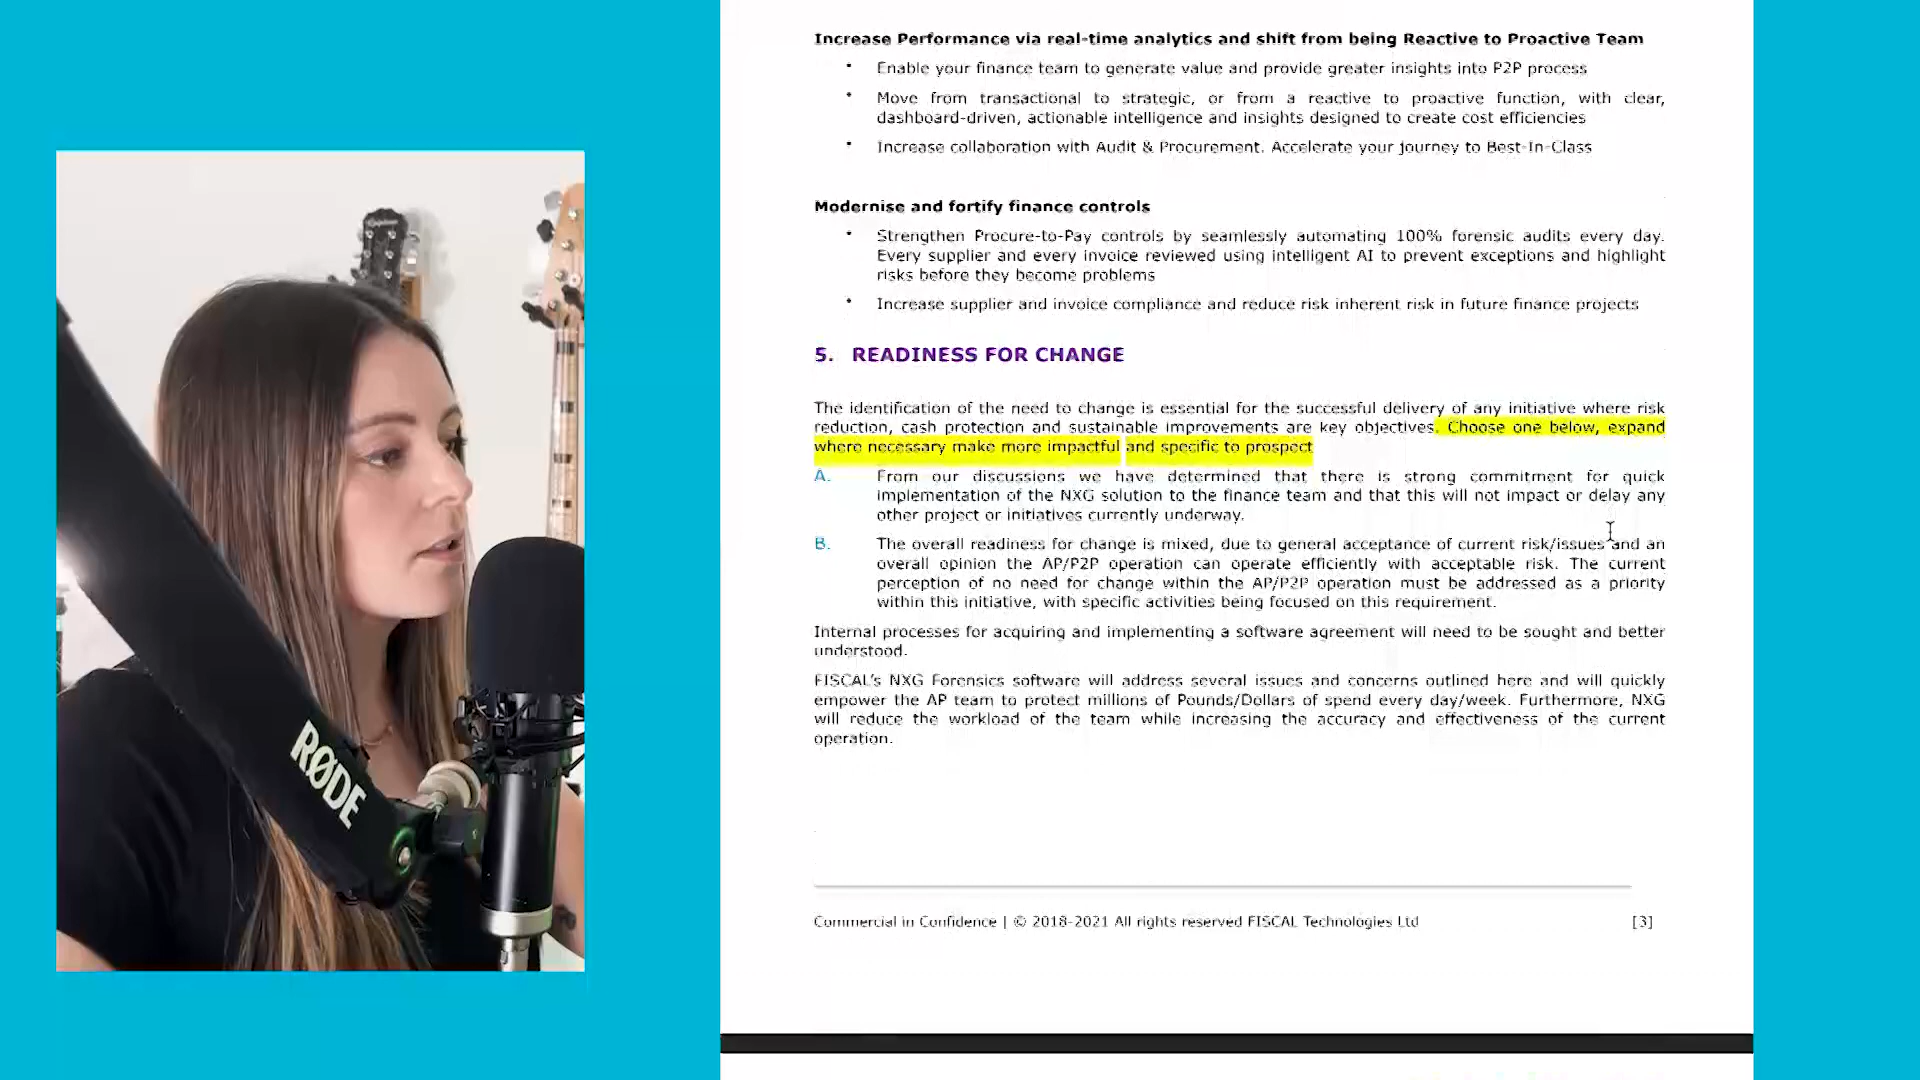 Increase Performance via real-time analytics and shift from being Reactive to Proactive Team
• Enable your finance team to generate value and provide greater insights into P2P process
• Move from transactional to strategic, or from a reactive to proactive function, with clear,
dashboard-driven, actionable intelligence and insights designed to create cost efficiencies
• Increase collaboration with Audit & Procurement. Accelerate your journey to Best-In-Class
Modernise and fortify finance controls
• Strengthen Procure-to-Pay controls by seamlessly automating 100% forensic audits every day.
Every supplier and every invoice reviewed using intelligent AI to prevent exceptions and highlight
risks before they become problems
• Increase supplier and invoice compliance and reduce risk inherent risk in future finance projects
5. READINESS FOR CHANGE
The identification of the need to change is essential for the successful delivery of any initiative where risk
reduction, cash protection and sustainable improvements are key objectives. Choose one below, expand
where necessary make more impactful and specific to prospect
A. From our discussions we have determined that there is strong commitment for quick
implementation of the NXG solution to the finance team and that this will not impact or delay any
other project or initiatives currently underway.
B. The overall readiness for change is mixed, due to general acceptance of current risk/issues and an
overall opinion the AP/P2P operation can operate efficiently with acceptable risk. The current
perception of no need for change within the AP/P2P operation must be addressed as a priority
within this initiative, with specific activities being focused on this requirement.
Internal processes for acquiring and implementing a software agreement will need to be sought and better
understood.
FISCAL's NXG Forensics software will address several issues and concerns outlined here and will quickly
empower the AP team to protect millions of Pounds/Dollars of spend every day/week. Furthermore, NXG
will reduce the workload of the team while increasing the accuracy and effectiveness of the current
operation.
Commercial in Confidence | © 2018-2021 All rights reserved FISCAL Technologies Ltd [3]
RØDE